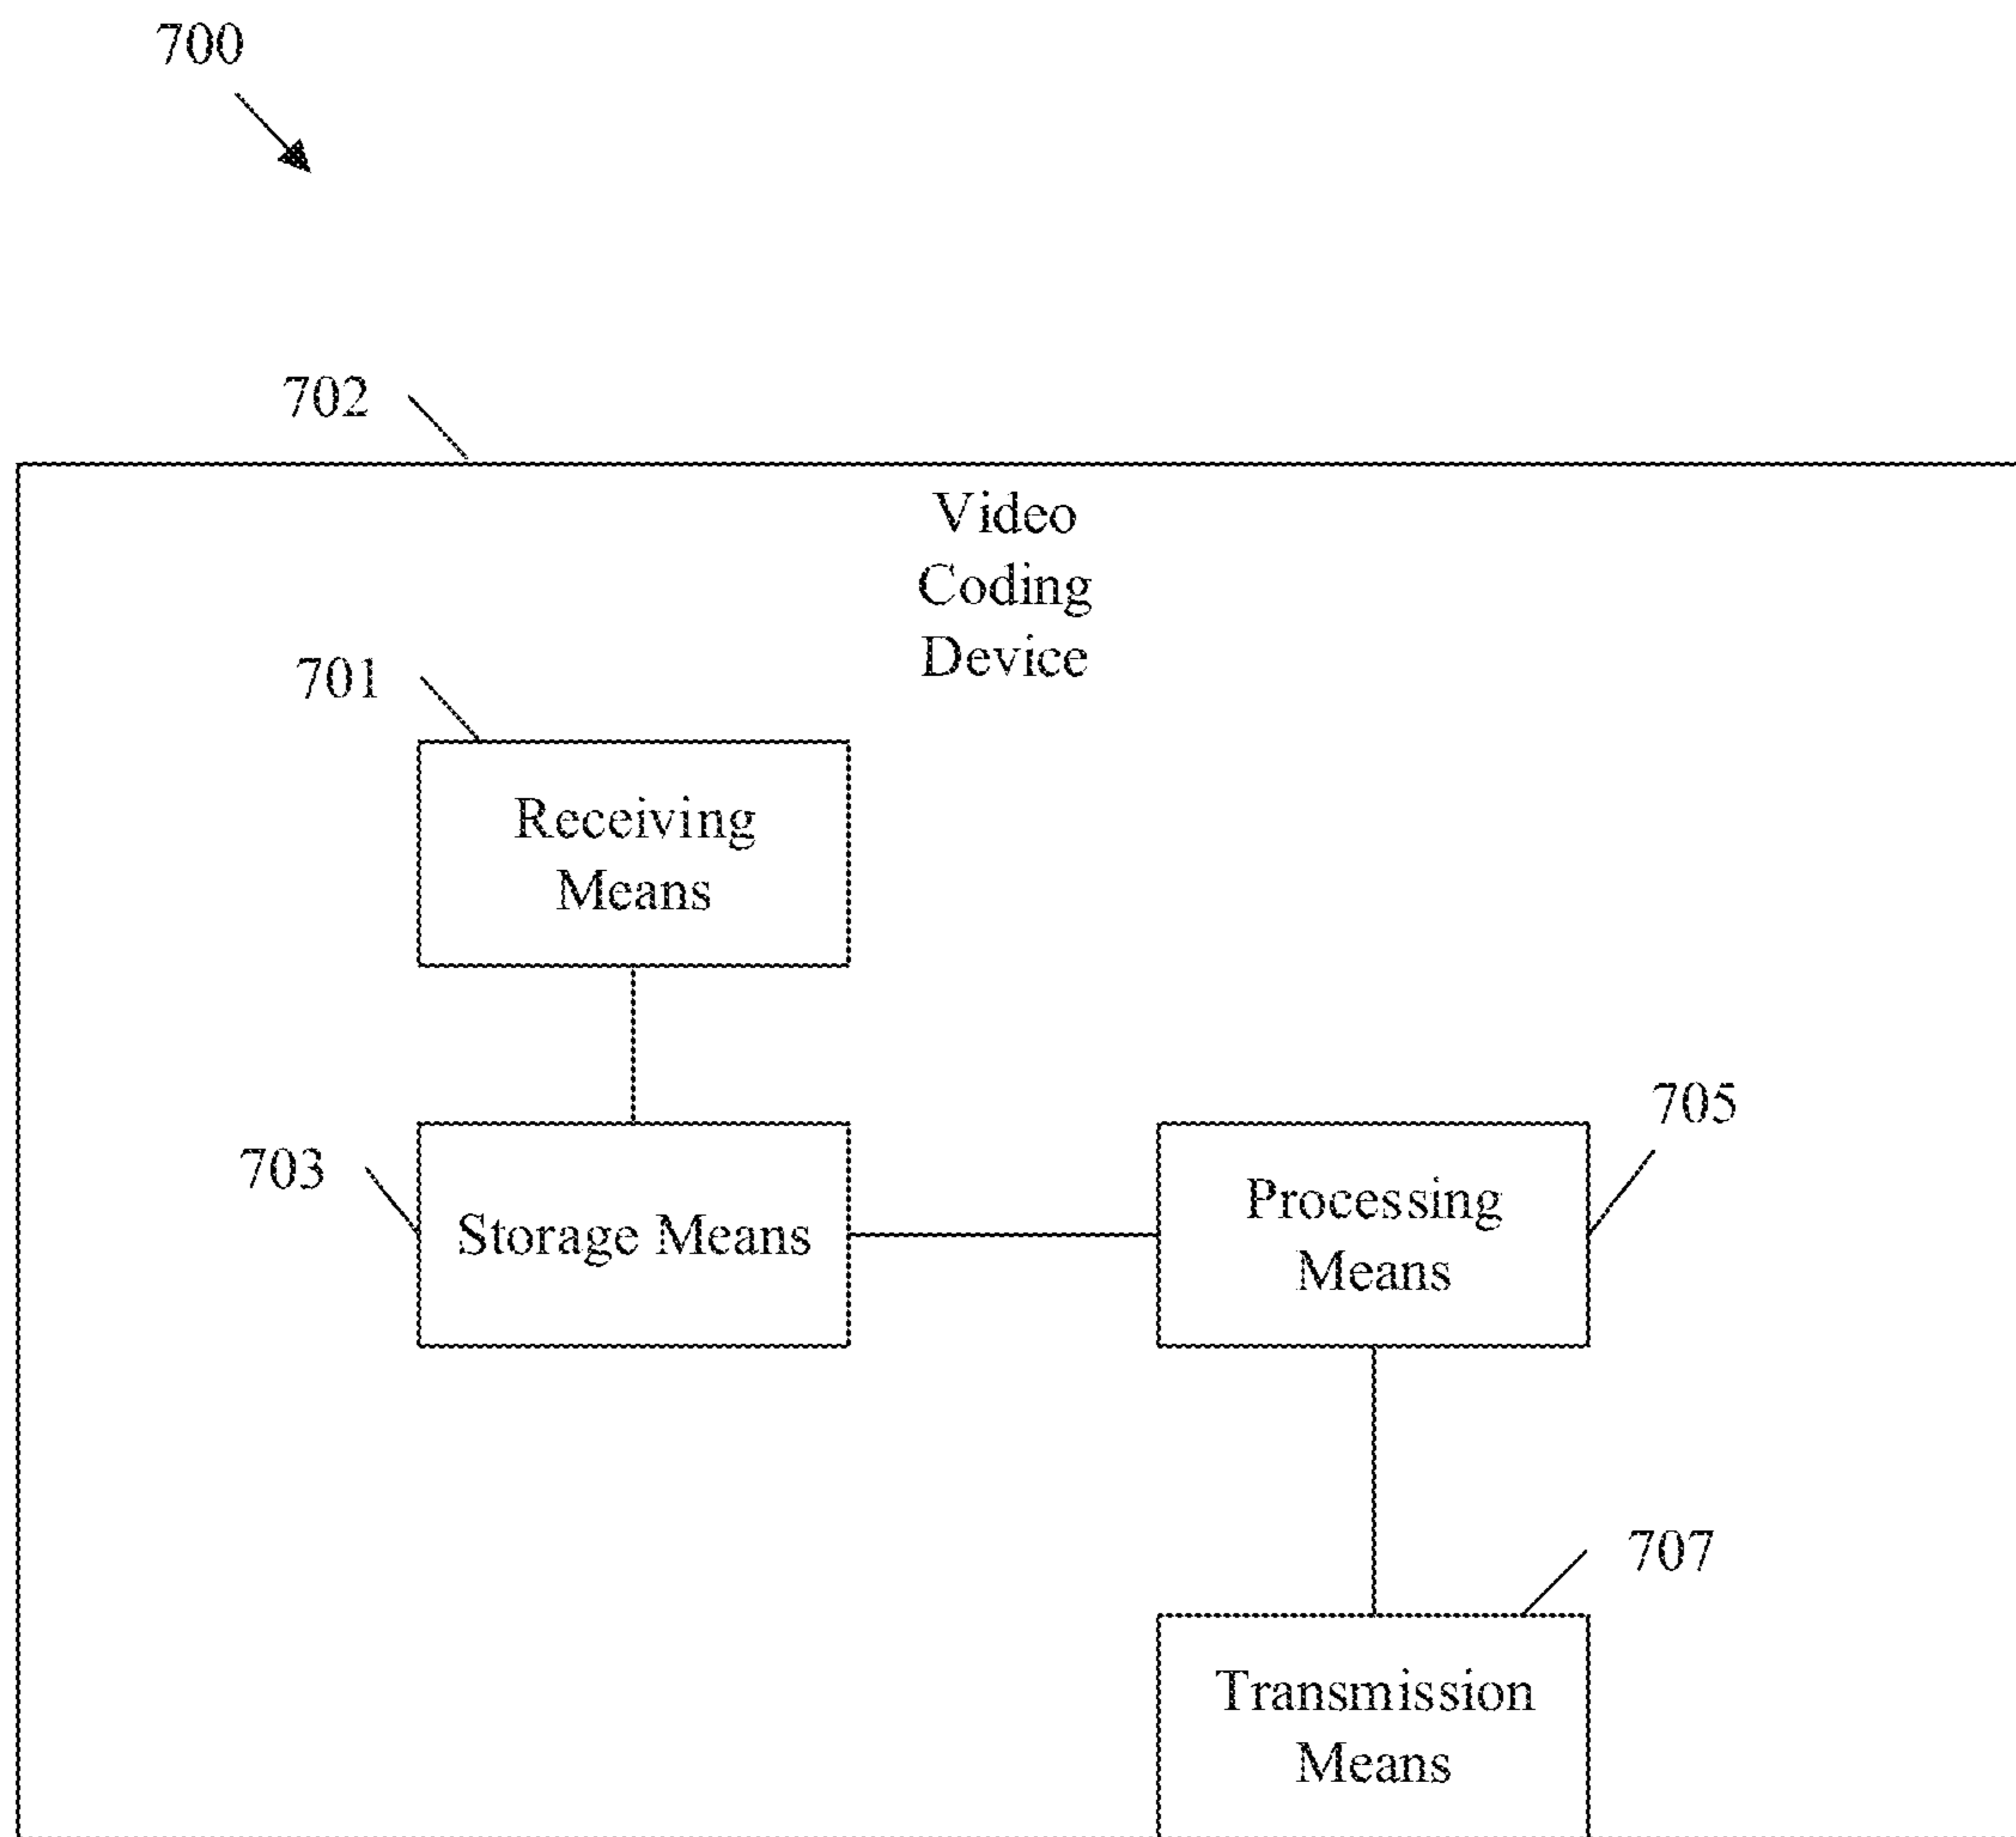 700
702
Video
Coding
Device
701
Receiving
Means
705
703
Storage Means
Processing
Means
707
Transmission
Means